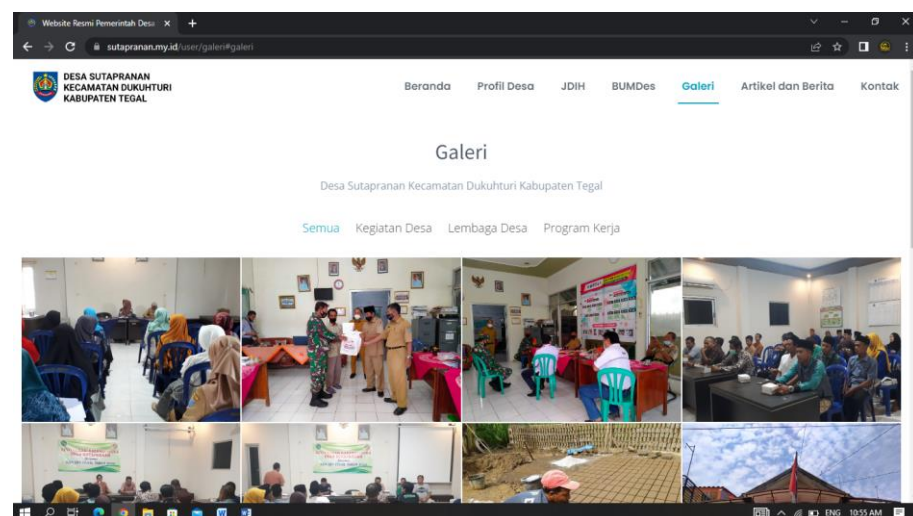 Website Resmi Pemerintah Desa
sutapranan.my.id/user/galeri#galeri
DESA SUTAPRANAN
KECAMATAN DUKUHTURI
KABUPATEN TEGAL
Beranda Profil Desa JDIH BUMDes Galeri Artikel dan Berita Kontak
Galeri
Desa Sutapranan Kecamatan Dukuhturi Kabupaten Tegal
Semua Kegiatan Desa Lembaga Desa Program Kerja
ENG 10:55 AM